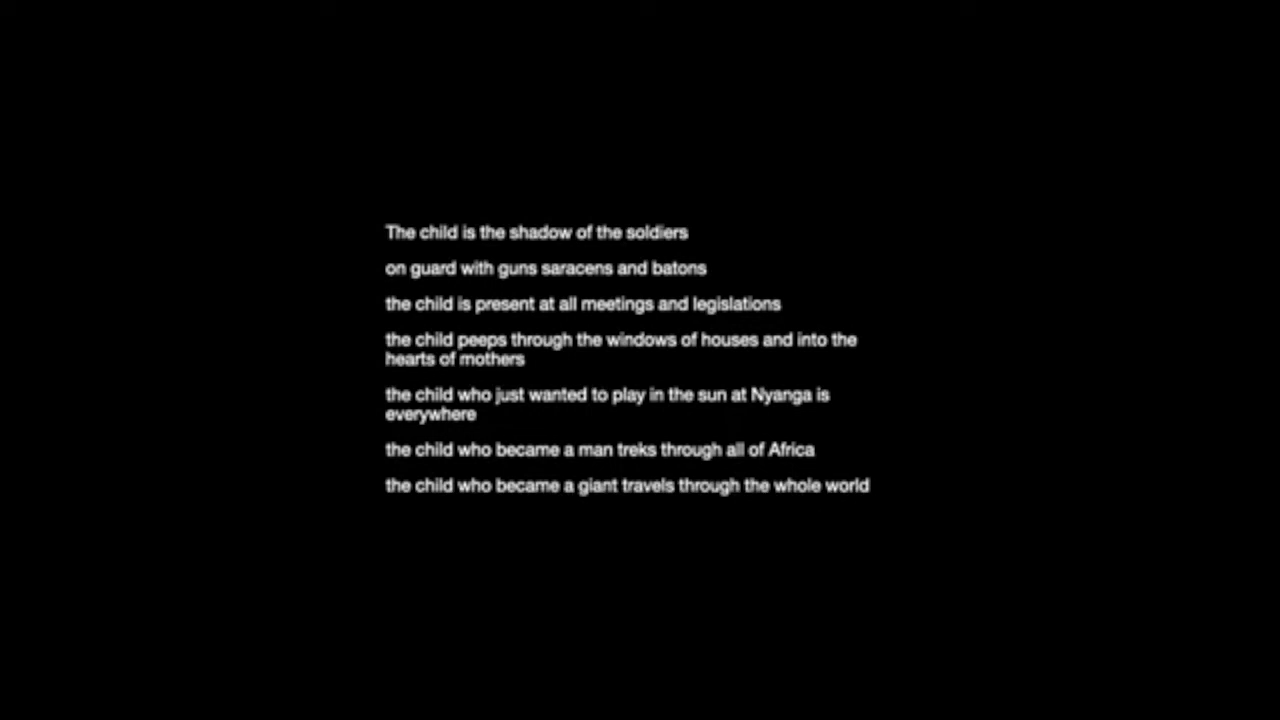 The child is the shadow of the soldiers
on guard with guns saracens and batons
the child is present at all meetings and legislations
the child peeps through the windows of houses and into the
hearts of mothers
the child who just wanted to play in the sun at Nyanga is
everywhere
the child who became a man treks through all of Africa
the child who became a giant travels through the whole world